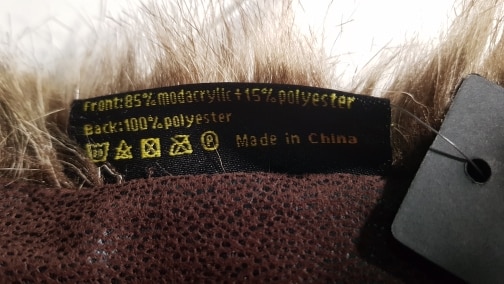 Front:85%modacrylic+15%polyester
Back:100%polyester
P Made in China